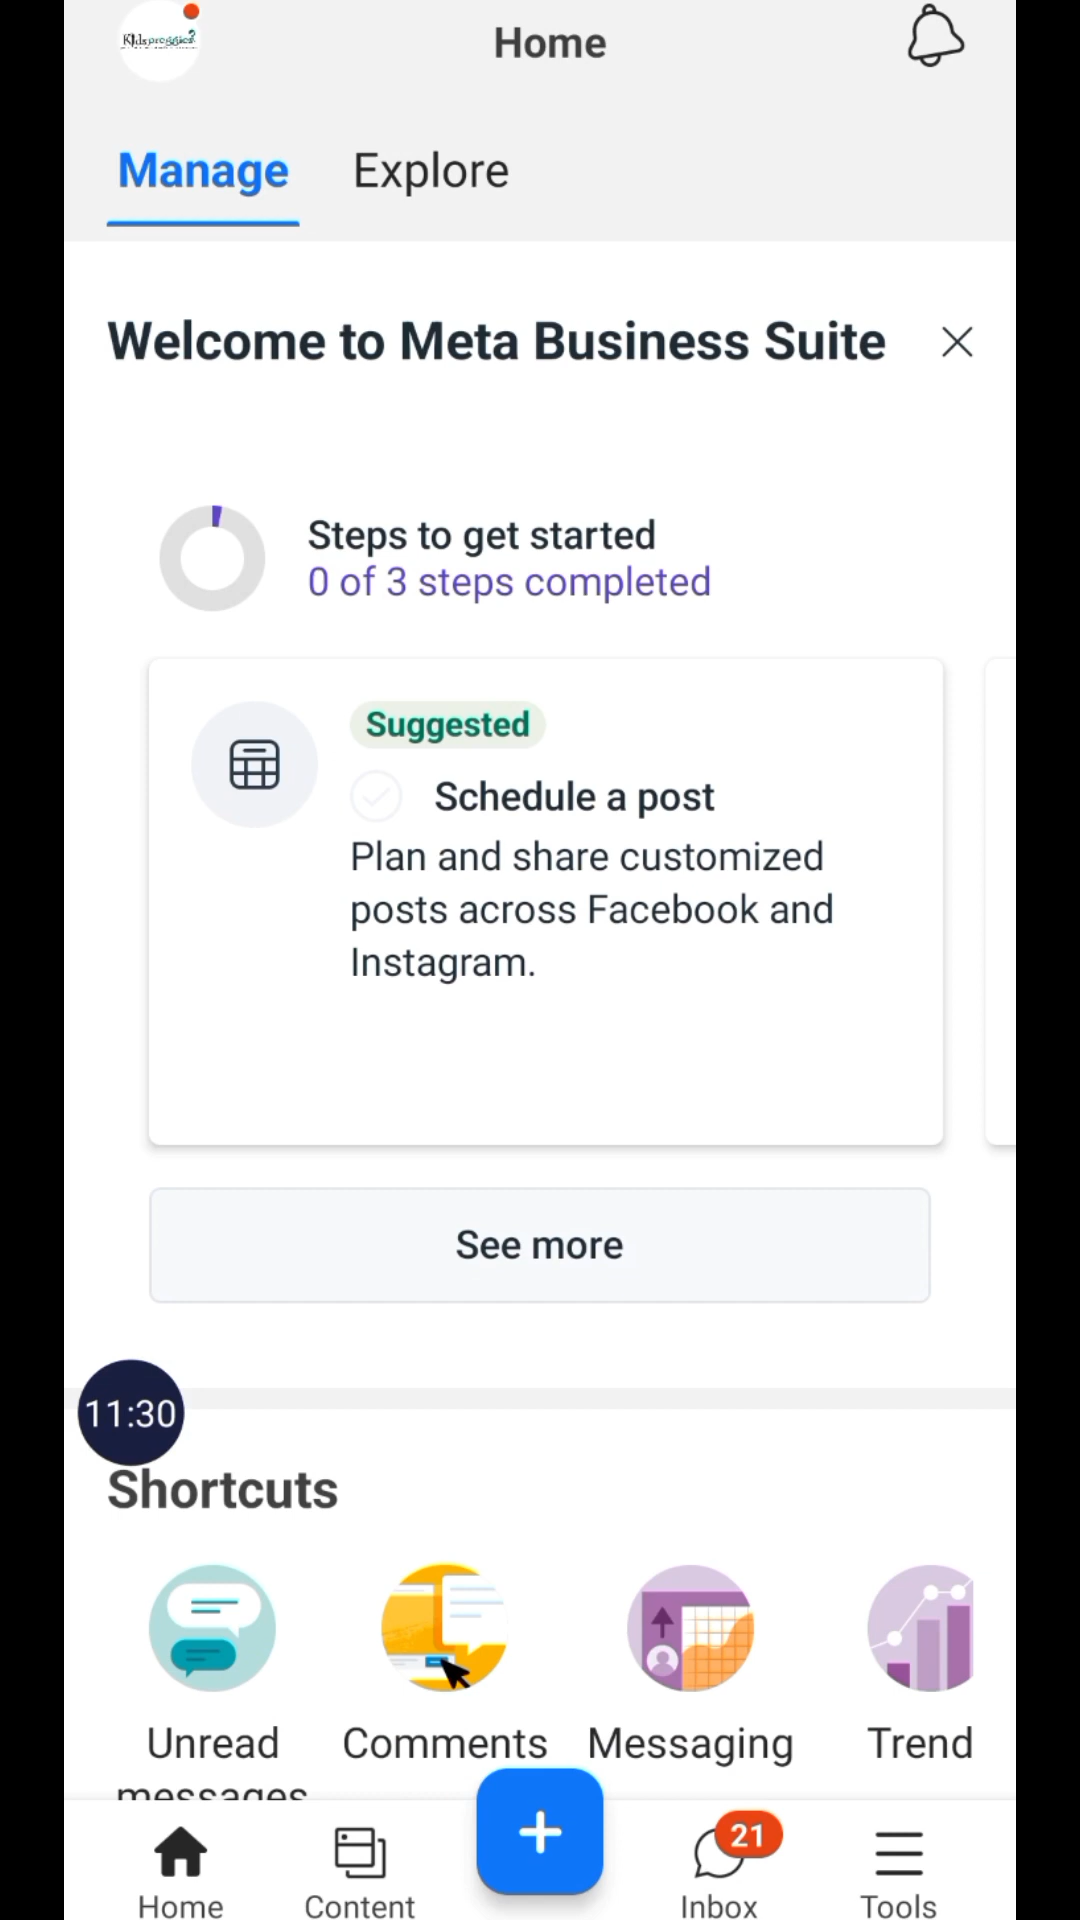 Home
Manage
Explore
Welcome to Meta Business Suite
Steps to get started
0 of 3 steps completed
Suggested
Schedule a post
Plan and share customized
posts across Facebook and
Instagram.
See more
11:30
Shortcuts
Unread
messages
Comments
Messaging
Trend
Home
Content
21
Inbox
Tools